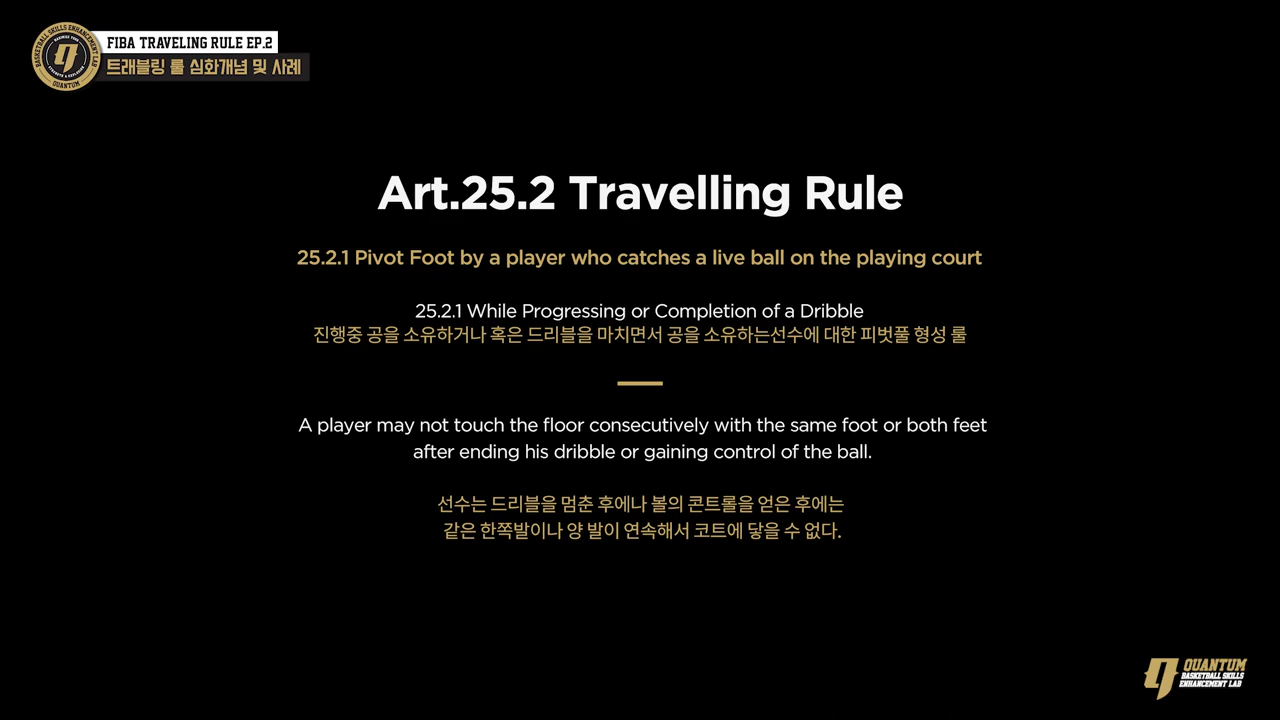 FIBA TRAVELING RULE EP.2
트래블링 룰 심화개념 및 사례
BASKETBALL SKILLS ENHANCEMENT LAB
QUANTUM
Art.25.2 Travelling Rule
25.2.1 Pivot Foot by a player who catches a live ball on the playing court
25.2.1 While Progressing or Completion of a Dribble
진행중 공을 소유하거나 혹은 드리블을 마치면서 공을 소유하는선수에 대한 피벗풀 형성 룰
A player may not touch the floor consecutively with the same foot or both feet
after ending his dribble or gaining control of the ball.
선수는 드리블을 멈춘 후에나 볼의 콘트롤을 얻은 후에는
같은 한쪽발이나 양 발이 연속해서 코트에 닿을 수 없다.
QUANTUM
BASKETBALL SKILLS
ENHANCEMENT LAB